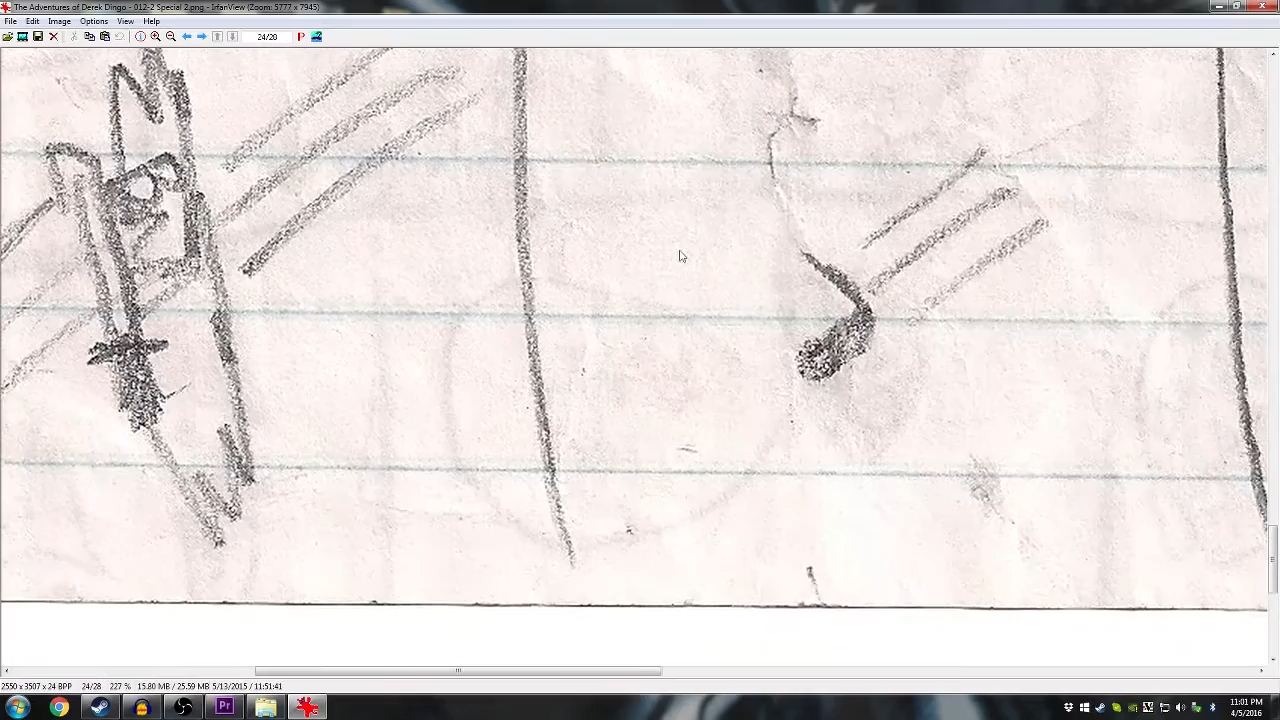 The Adventures of Derek Dingo - 012-2 Special 2.png - IrfanView (Zoom: 5777 x 7945)
File Edit Image Options View Help
24/28
P
2550 x 3507 x 24 BPP 24/28 227 % 15.80 MB / 25.59 MB 5/13/2015 / 11:51:41
Pr
11:01 PM
4/5/2016